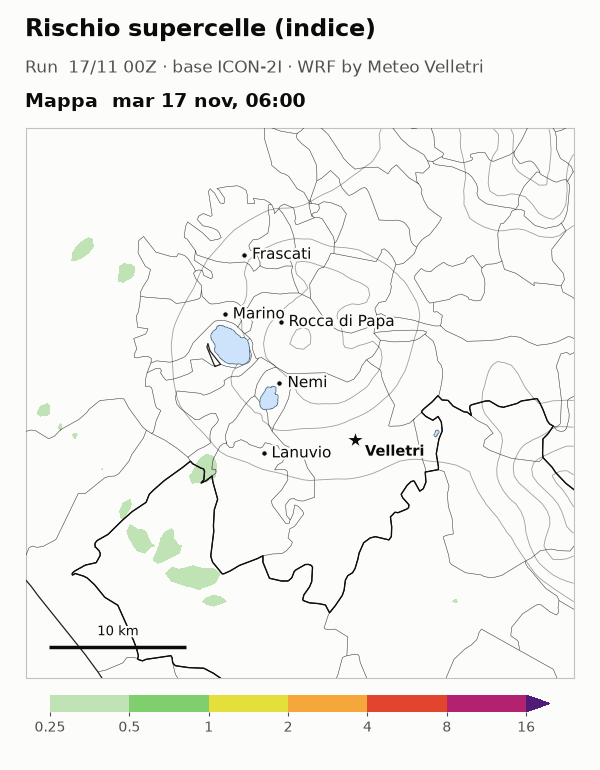 Rischio supercelle (indice)
Run  17/11 00Z · base ICON-2I · WRF by Meteo Velletri
Mappa  mar 17 nov, 06:00
Frascati
Marino
Rocca di Papa
Nemi
Velletri
Lanuvio
10 km
0.25 0.5 1 2 4 8 16